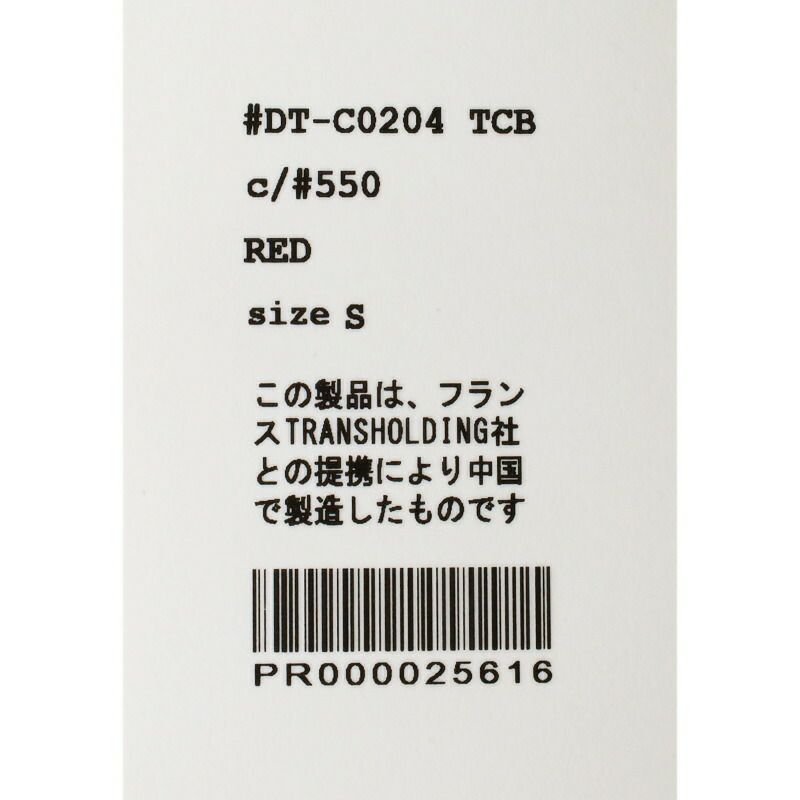 #DT-C0204 TCB
c/#550
RED
size S
この製品は、フラン
スTRANSHOLDING社
との提携により中国
で製造したものです
PR000025616